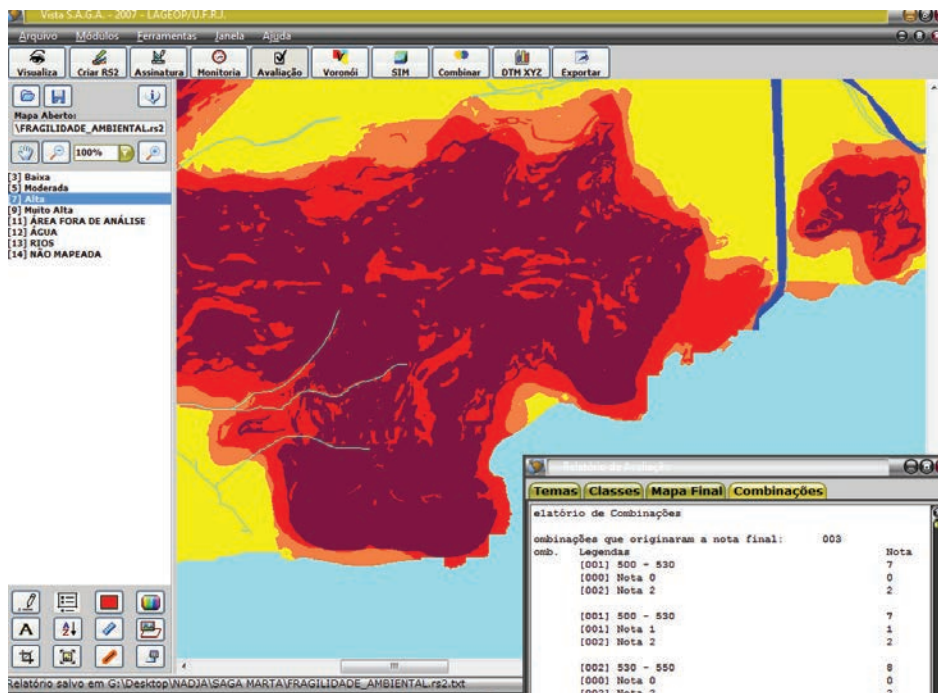 Vista S.A.G.A. - 2007 - LAGEOP/U.F.R.J.
Arquivo Módulos Ferramentas Janela Ajuda
Visualiza Criar RS2 Assinatura Monitoria Avaliação Voronói SIM Combinar DTM XYZ Exportar
Mapa Aberto:
\FRAGILIDADE_AMBIENTAL.rs2
100%
[3] Baixa
[5] Moderada
[7] Alta
[9] Muito Alta
[11] ÁREA FORA DE ANÁLISE
[12] ÁGUA
[13] RIOS
[14] NÃO MAPEADA
Relatório de Avaliação
Temas Classes Mapa Final Combinações
elatório de Combinações
ombinações que originaram a nota final: 003
omb. Legendas Nota
[001] 500 - 530 7
[000] Nota 0 0
[002] Nota 2 2
[001] 500 - 530 7
[001] Nota 1 1
[002] Nota 2 2
[002] 530 - 550 8
[000] Nota 0 0
[002] Nota 2 2
A
Relatório salvo em G:\Desktop\NADJA\SAGA MARTA\FRAGILIDADE_AMBIENTAL.rs2.txt